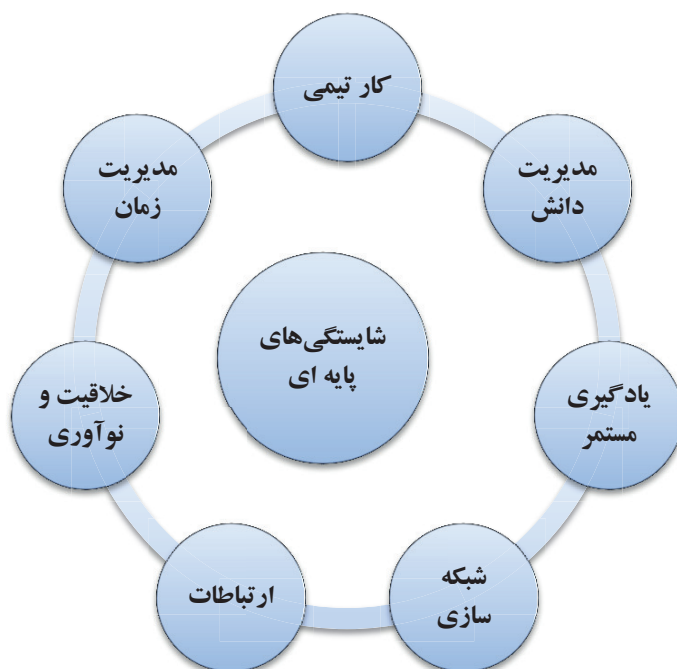 کار تیمی
مدیریت
دانش
یادگیری
مستمر
شبکه
سازی
ارتباطات
خلاقیت و
نوآوری
مدیریت
زمان
شایستگی‌های
پایه ای